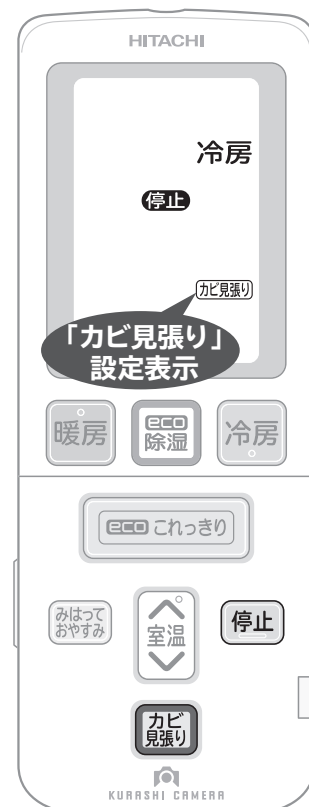 HITACHI
冷房
停止
カビ見張り
「カビ見張り」
設定表示
暖房
eco
除湿
冷房
eco これっきり
みはって
おやすみ
室温
停止
カビ
見張り
KURASHI CAMERA